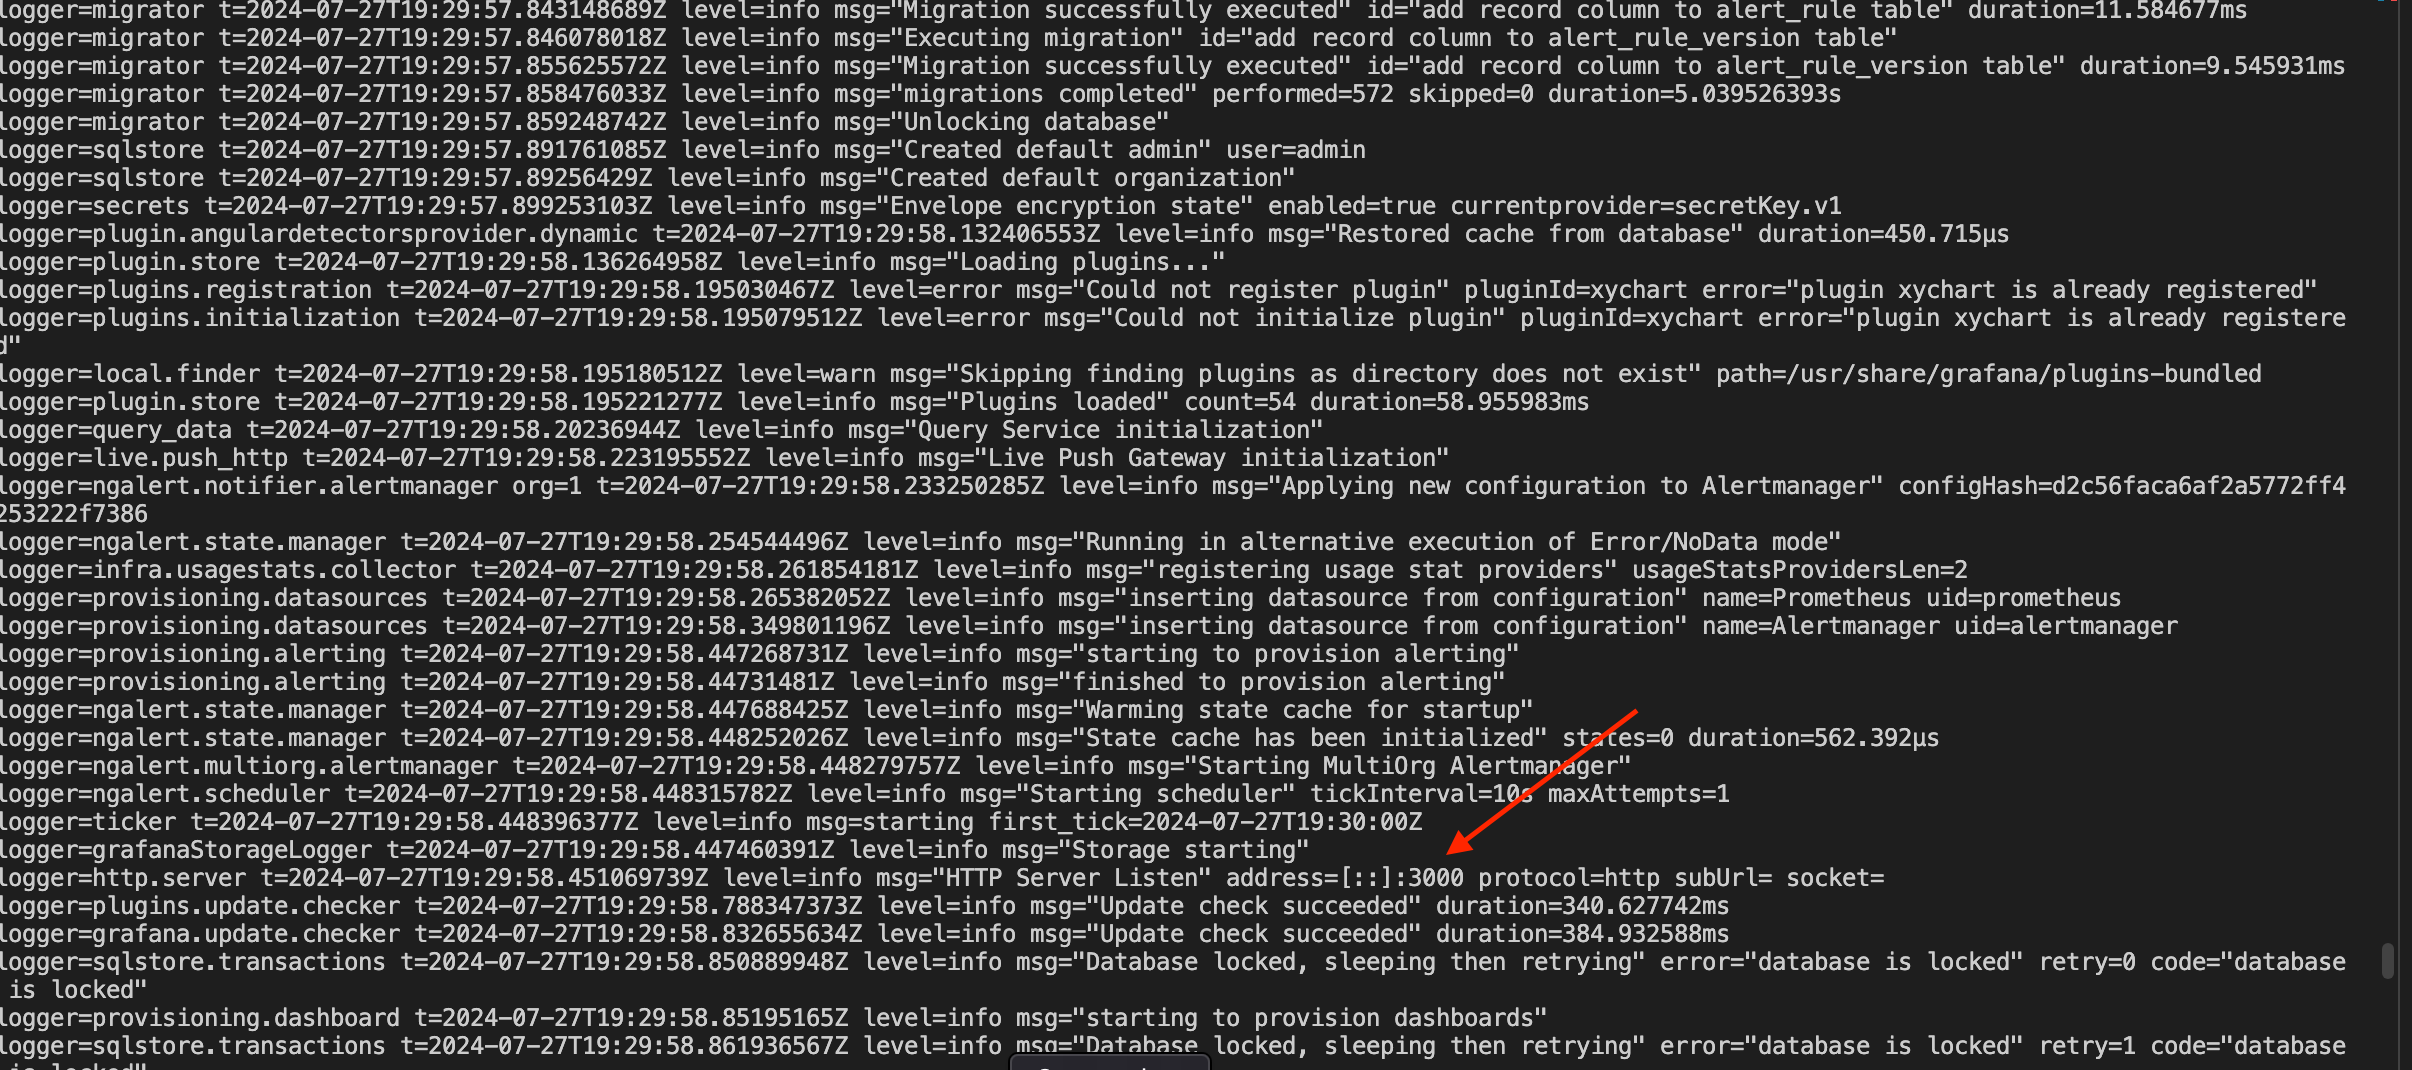 logger=migrator t=2024-07-27T19:29:57.843148689Z level=info msg="Migration successfully executed" id="add record column to alert_rule table" duration=11.584677ms
logger=migrator t=2024-07-27T19:29:57.846078018Z level=info msg="Executing migration" id="add record column to alert_rule_version table"
logger=migrator t=2024-07-27T19:29:57.855625572Z level=info msg="Migration successfully executed" id="add record column to alert_rule_version table" duration=9.545931ms
logger=migrator t=2024-07-27T19:29:57.858476033Z level=info msg="migrations completed" performed=572 skipped=0 duration=5.039526393s
logger=migrator t=2024-07-27T19:29:57.859248742Z level=info msg="Unlocking database"
logger=sqlstore t=2024-07-27T19:29:57.891761085Z level=info msg="Created default admin" user=admin
logger=sqlstore t=2024-07-27T19:29:57.89256429Z level=info msg="Created default organization"
logger=secrets t=2024-07-27T19:29:57.899253103Z level=info msg="Envelope encryption state" enabled=true currentprovider=secretKey.v1
logger=plugin.angulardetectorsprovider.dynamic t=2024-07-27T19:29:58.132406553Z level=info msg="Restored cache from database" duration=450.715µs
logger=plugin.store t=2024-07-27T19:29:58.136264958Z level=info msg="Loading plugins..."
logger=plugins.registration t=2024-07-27T19:29:58.195030467Z level=error msg="Could not register plugin" pluginId=xychart error="plugin xychart is already registered"
logger=plugins.initialization t=2024-07-27T19:29:58.195079512Z level=error msg="Could not initialize plugin" pluginId=xychart error="plugin xychart is already registere
d"
logger=local.finder t=2024-07-27T19:29:58.195180512Z level=warn msg="Skipping finding plugins as directory does not exist" path=/usr/share/grafana/plugins-bundled
logger=plugin.store t=2024-07-27T19:29:58.195221277Z level=info msg="Plugins loaded" count=54 duration=58.955983ms
logger=query_data t=2024-07-27T19:29:58.20236944Z level=info msg="Query Service initialization"
logger=live.push_http t=2024-07-27T19:29:58.223195552Z level=info msg="Live Push Gateway initialization"
logger=ngalert.notifier.alertmanager org=1 t=2024-07-27T19:29:58.233250285Z level=info msg="Applying new configuration to Alertmanager" configHash=d2c56faca6af2a5772ff4
253222f7386
logger=ngalert.state.manager t=2024-07-27T19:29:58.254544496Z level=info msg="Running in alternative execution of Error/NoData mode"
logger=infra.usagestats.collector t=2024-07-27T19:29:58.261854181Z level=info msg="registering usage stat providers" usageStatsProvidersLen=2
logger=provisioning.datasources t=2024-07-27T19:29:58.265382052Z level=info msg="inserting datasource from configuration" name=Prometheus uid=prometheus
logger=provisioning.datasources t=2024-07-27T19:29:58.349801196Z level=info msg="inserting datasource from configuration" name=Alertmanager uid=alertmanager
logger=provisioning.alerting t=2024-07-27T19:29:58.447268731Z level=info msg="starting to provision alerting"
logger=provisioning.alerting t=2024-07-27T19:29:58.44731481Z level=info msg="finished to provision alerting"
logger=ngalert.state.manager t=2024-07-27T19:29:58.447688425Z level=info msg="Warming state cache for startup"
logger=ngalert.state.manager t=2024-07-27T19:29:58.448252026Z level=info msg="State cache has been initialized" states=0 duration=562.392µs
logger=ngalert.multiorg.alertmanager t=2024-07-27T19:29:58.448279757Z level=info msg="Starting MultiOrg Alertmanager"
logger=ngalert.scheduler t=2024-07-27T19:29:58.448315782Z level=info msg="Starting scheduler" tickInterval=10s maxAttempts=1
logger=ticker t=2024-07-27T19:29:58.448396377Z level=info msg=starting first_tick=2024-07-27T19:30:00Z
logger=grafanaStorageLogger t=2024-07-27T19:29:58.447460391Z level=info msg="Storage starting"
logger=http.server t=2024-07-27T19:29:58.451069739Z level=info msg="HTTP Server Listen" address=[::]:3000 protocol=http subUrl= socket=
logger=plugins.update.checker t=2024-07-27T19:29:58.788347373Z level=info msg="Update check succeeded" duration=340.627742ms
logger=grafana.update.checker t=2024-07-27T19:29:58.832655634Z level=info msg="Update check succeeded" duration=384.932588ms
logger=sqlstore.transactions t=2024-07-27T19:29:58.850889948Z level=info msg="Database locked, sleeping then retrying" error="database is locked" retry=0 code="database
is locked"
logger=provisioning.dashboard t=2024-07-27T19:29:58.85195165Z level=info msg="starting to provision dashboards"
logger=sqlstore.transactions t=2024-07-27T19:29:58.861936567Z level=info msg="Database locked, sleeping then retrying" error="database is locked" retry=1 code="database
is locked"